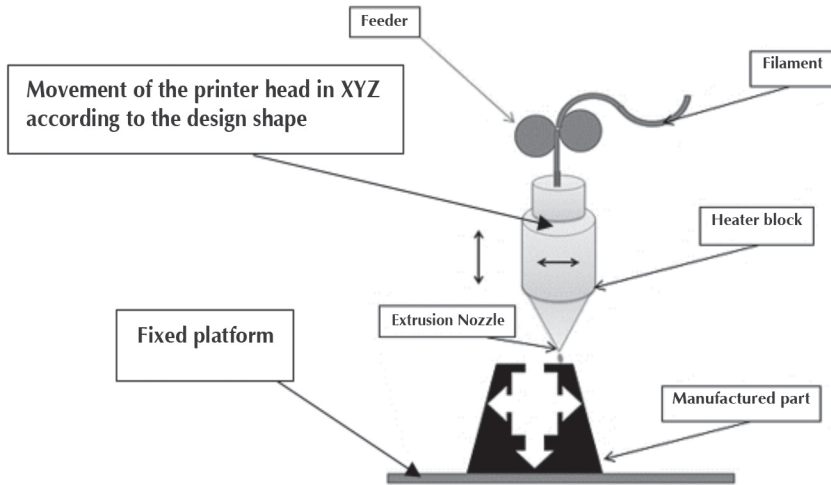 Feeder
Filament
Movement of the printer head in XYZ
according to the design shape
Heater block
Extrusion Nozzle
Fixed platform
Manufactured part